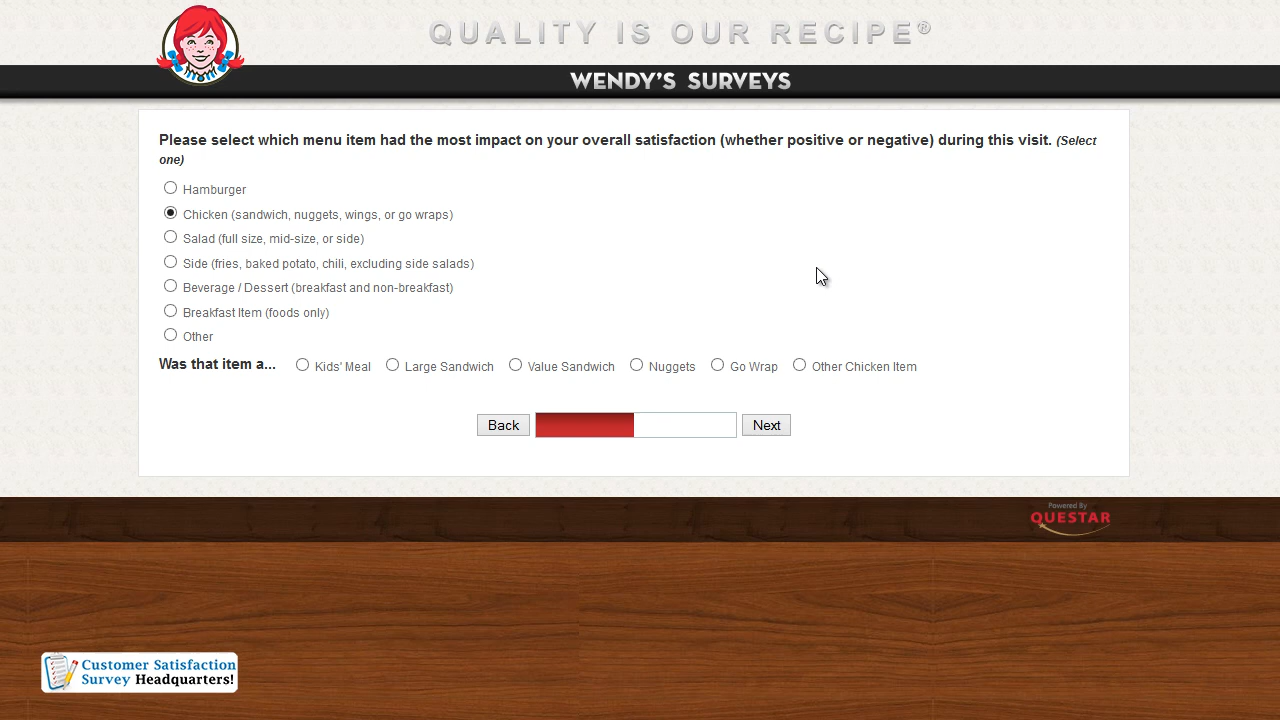 QUALITY IS OUR RECIPE®
WENDY'S SURVEYS
Please select which menu item had the most impact on your overall satisfaction (whether positive or negative) during this visit. (Select
one)
Hamburger
Chicken (sandwich, nuggets, wings, or go wraps)
Salad (full size, mid-size, or side)
Side (fries, baked potato, chili, excluding side salads)
Beverage / Dessert (breakfast and non-breakfast)
Breakfast Item (foods only)
Other
Was that item a... Kids' Meal Large Sandwich Value Sandwich Nuggets Go Wrap Other Chicken Item
Back Next
Powered By
QUESTAR
Customer Satisfaction
Survey Headquarters!